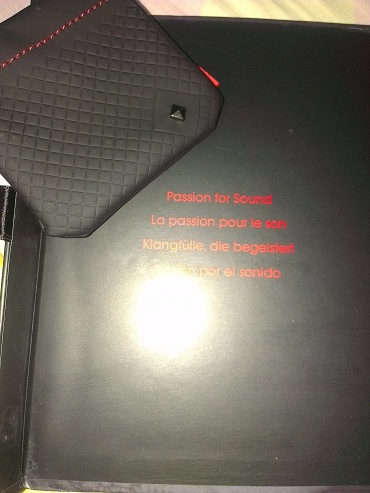 Passion for Sound
La passion pour le son
Klangfülle, die begeistert
por el sonido